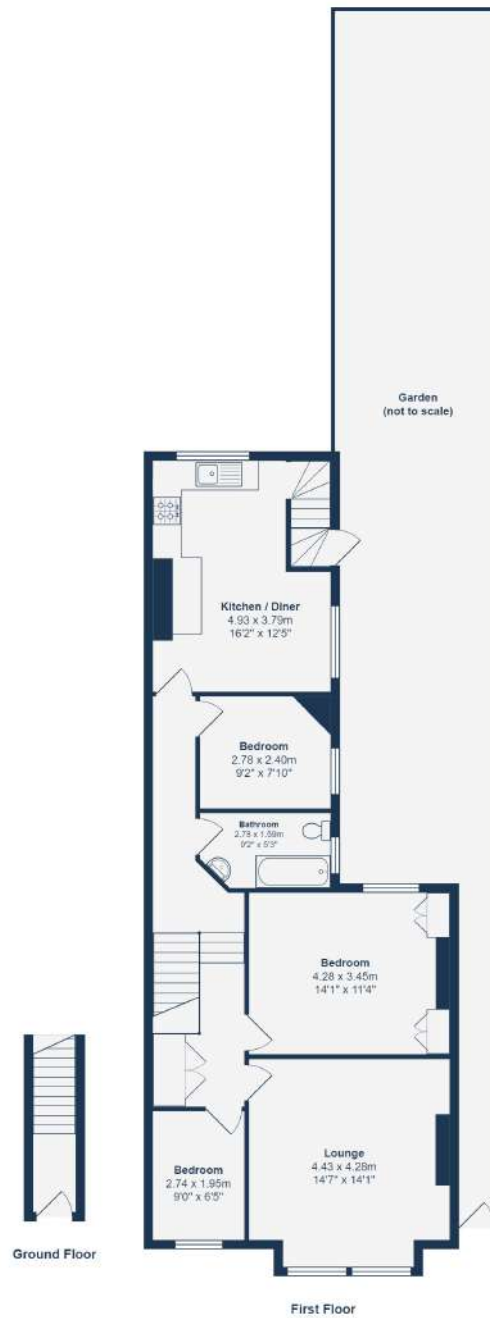 Garden
(not to scale)
Kitchen / Diner
4.93 x 3.79m
16'2" x 12'5"
Bedroom
2.78 x 2.40m
9'2" x 7'10"
Bathroom
2.78 x 1.59m
9'2" x 5'3"
Bedroom
4.28 x 3.45m
14'1" x 11'4"
Lounge
4.43 x 4.28m
14'7" x 14'1"
Bedroom
2.74 x 1.95m
9'0" x 6'5"
Ground Floor
First Floor